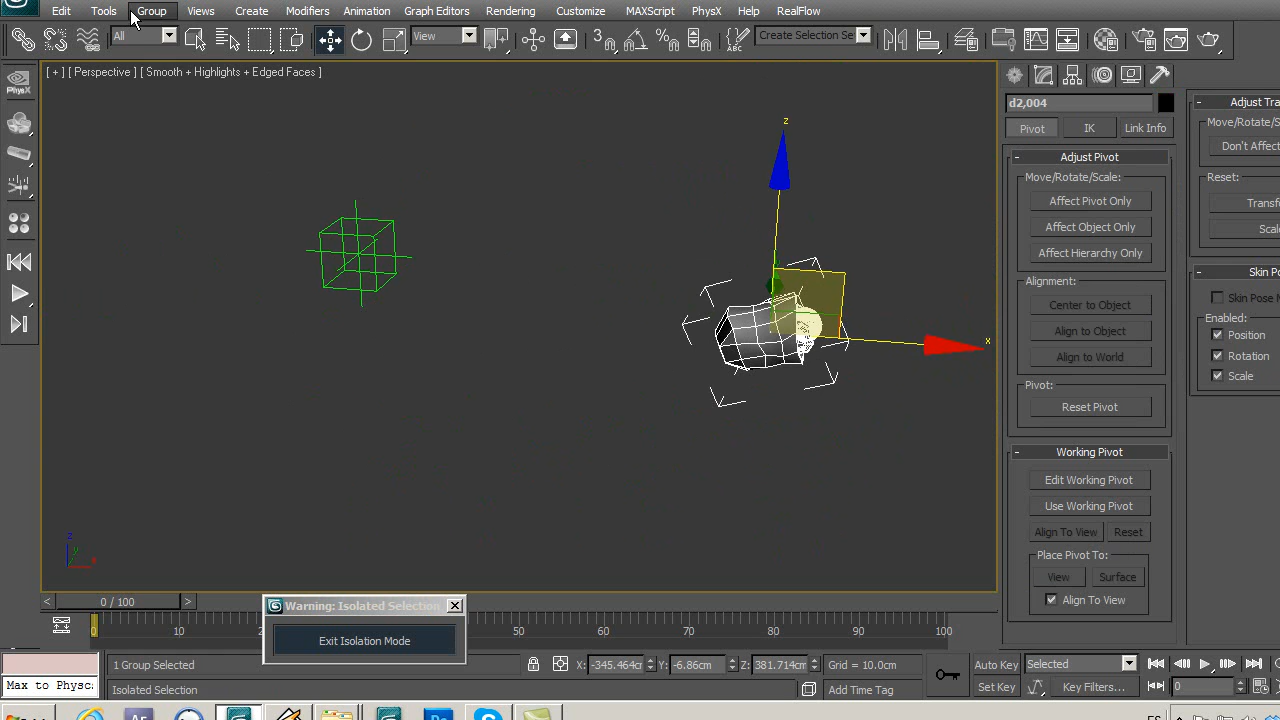 Edit Tools Group Views Create Modifiers Animation Graph Editors Rendering Customize MAXScript PhysX Help RealFlow
All View 3 Create Selection Se
[ + ] [ Perspective ] [ Smooth + Highlights + Edged Faces ]
PhysX
d2,004
Pivot IK Link Info
- Adjust Pivot
Move/Rotate/Scale:
Affect Pivot Only
Affect Object Only
Affect Hierarchy Only
Alignment:
Center to Object
Align to Object
Align to World
Pivot:
Reset Pivot
- Working Pivot
Edit Working Pivot
Use Working Pivot
Align To View Reset
Place Pivot To:
View Surface
Align To View
- Adjust Tra
Move/Rotate/S
Don't Affect
Reset:
Transf
Scal
- Skin Po
Skin Pose M
Enabled:
Position
Rotation
Scale
z
x
z
y
x
< 0 / 100 >
Warning: Isolated Selection
Exit Isolation Mode
0 10 50 60 70 80 90 100
1 Group Selected
X: -345.464cm Y: -6.86cm Z: 381.714cm Grid = 10.0cm
Auto Key Selected
Max to Physc
Isolated Selection
Add Time Tag
Set Key Key Filters... 0